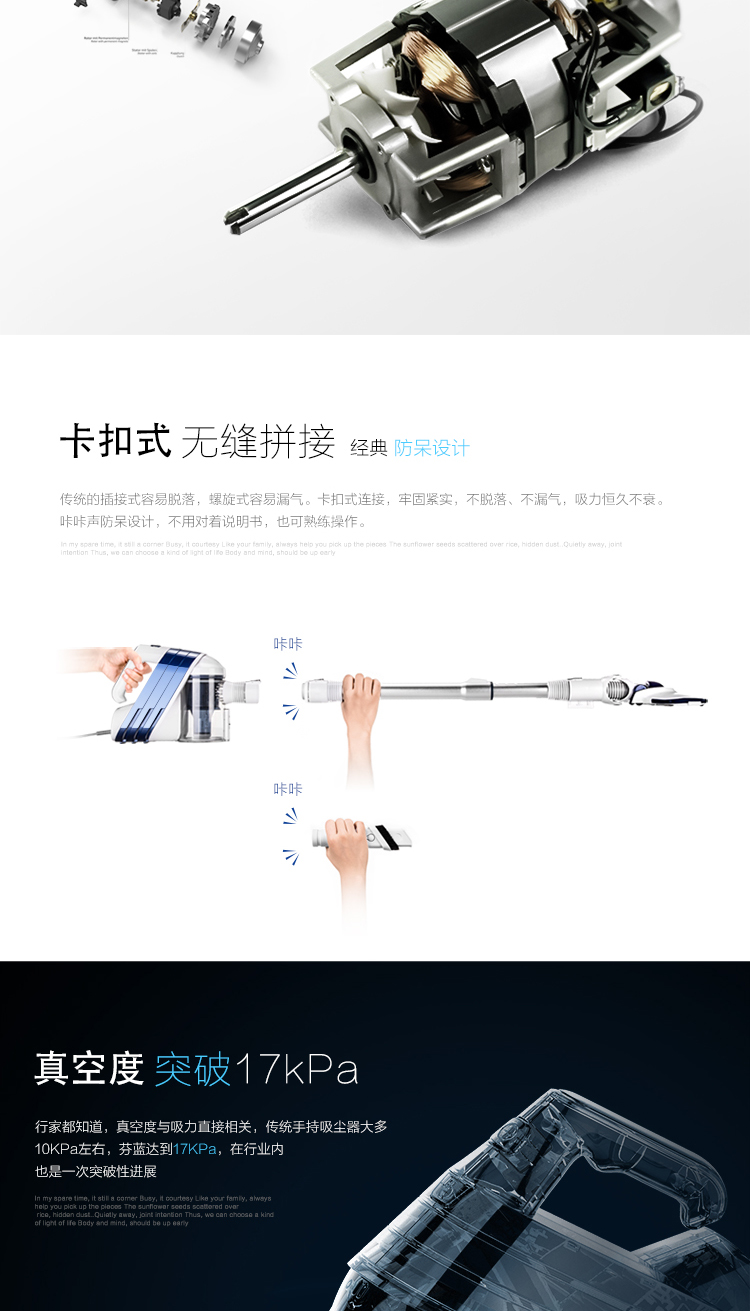 卡扣式 无缝拼接 经典 防呆设计
传统的插接式容易脱落，螺旋式容易漏气。卡扣式连接，牢固紧实，不脱落、不漏气，吸力恒久不衰。
咔咔声防呆设计，不用对着说明书，也可熟练操作。
In my spare time, it still a corner Busy, it courtesy Like your family, always help you pick up the pieces The sunflower seeds scattered over rice, hidden dust..Quietly away, joint
intention Thus, we can choose a kind of light of life Body and mind, should be up early
咔咔
咔咔
真空度 突破17kPa
行家都知道，真空度与吸力直接相关，传统手持吸尘器大多
10KPa左右，芬蓝达到17KPa，在行业内
也是一次突破性进展
In my spare time, it still a corner Busy, it courtesy Like your family, always
help you pick up the pieces The sunflower seeds scattered over
rice, hidden dust..Quietly away, joint intention Thus, we can choose a kind
of light of life Body and mind, should be up early